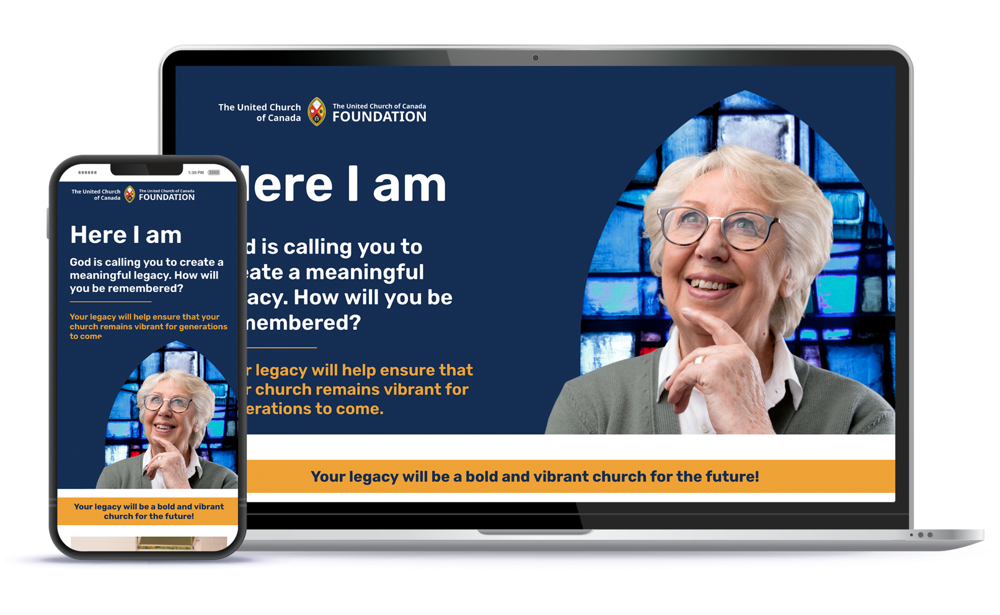 The United Church
of Canada
The United Church of Canada
FOUNDATION
ere I am
d is calling you to
eate a meaningful
acy. How will you be
membered?
r legacy will help ensure that
r church remains vibrant for
erations to come.
Your legacy will be a bold and vibrant church for the future!
1:30 PM
The United Church
of Canada
The United Church of Canada
FOUNDATION
Here I am
God is calling you to create a
meaningful legacy. How will
you be remembered?
Your legacy will help ensure that your
church remains vibrant for generations
to come
Your legacy will be a bold and vibrant
church for the future!